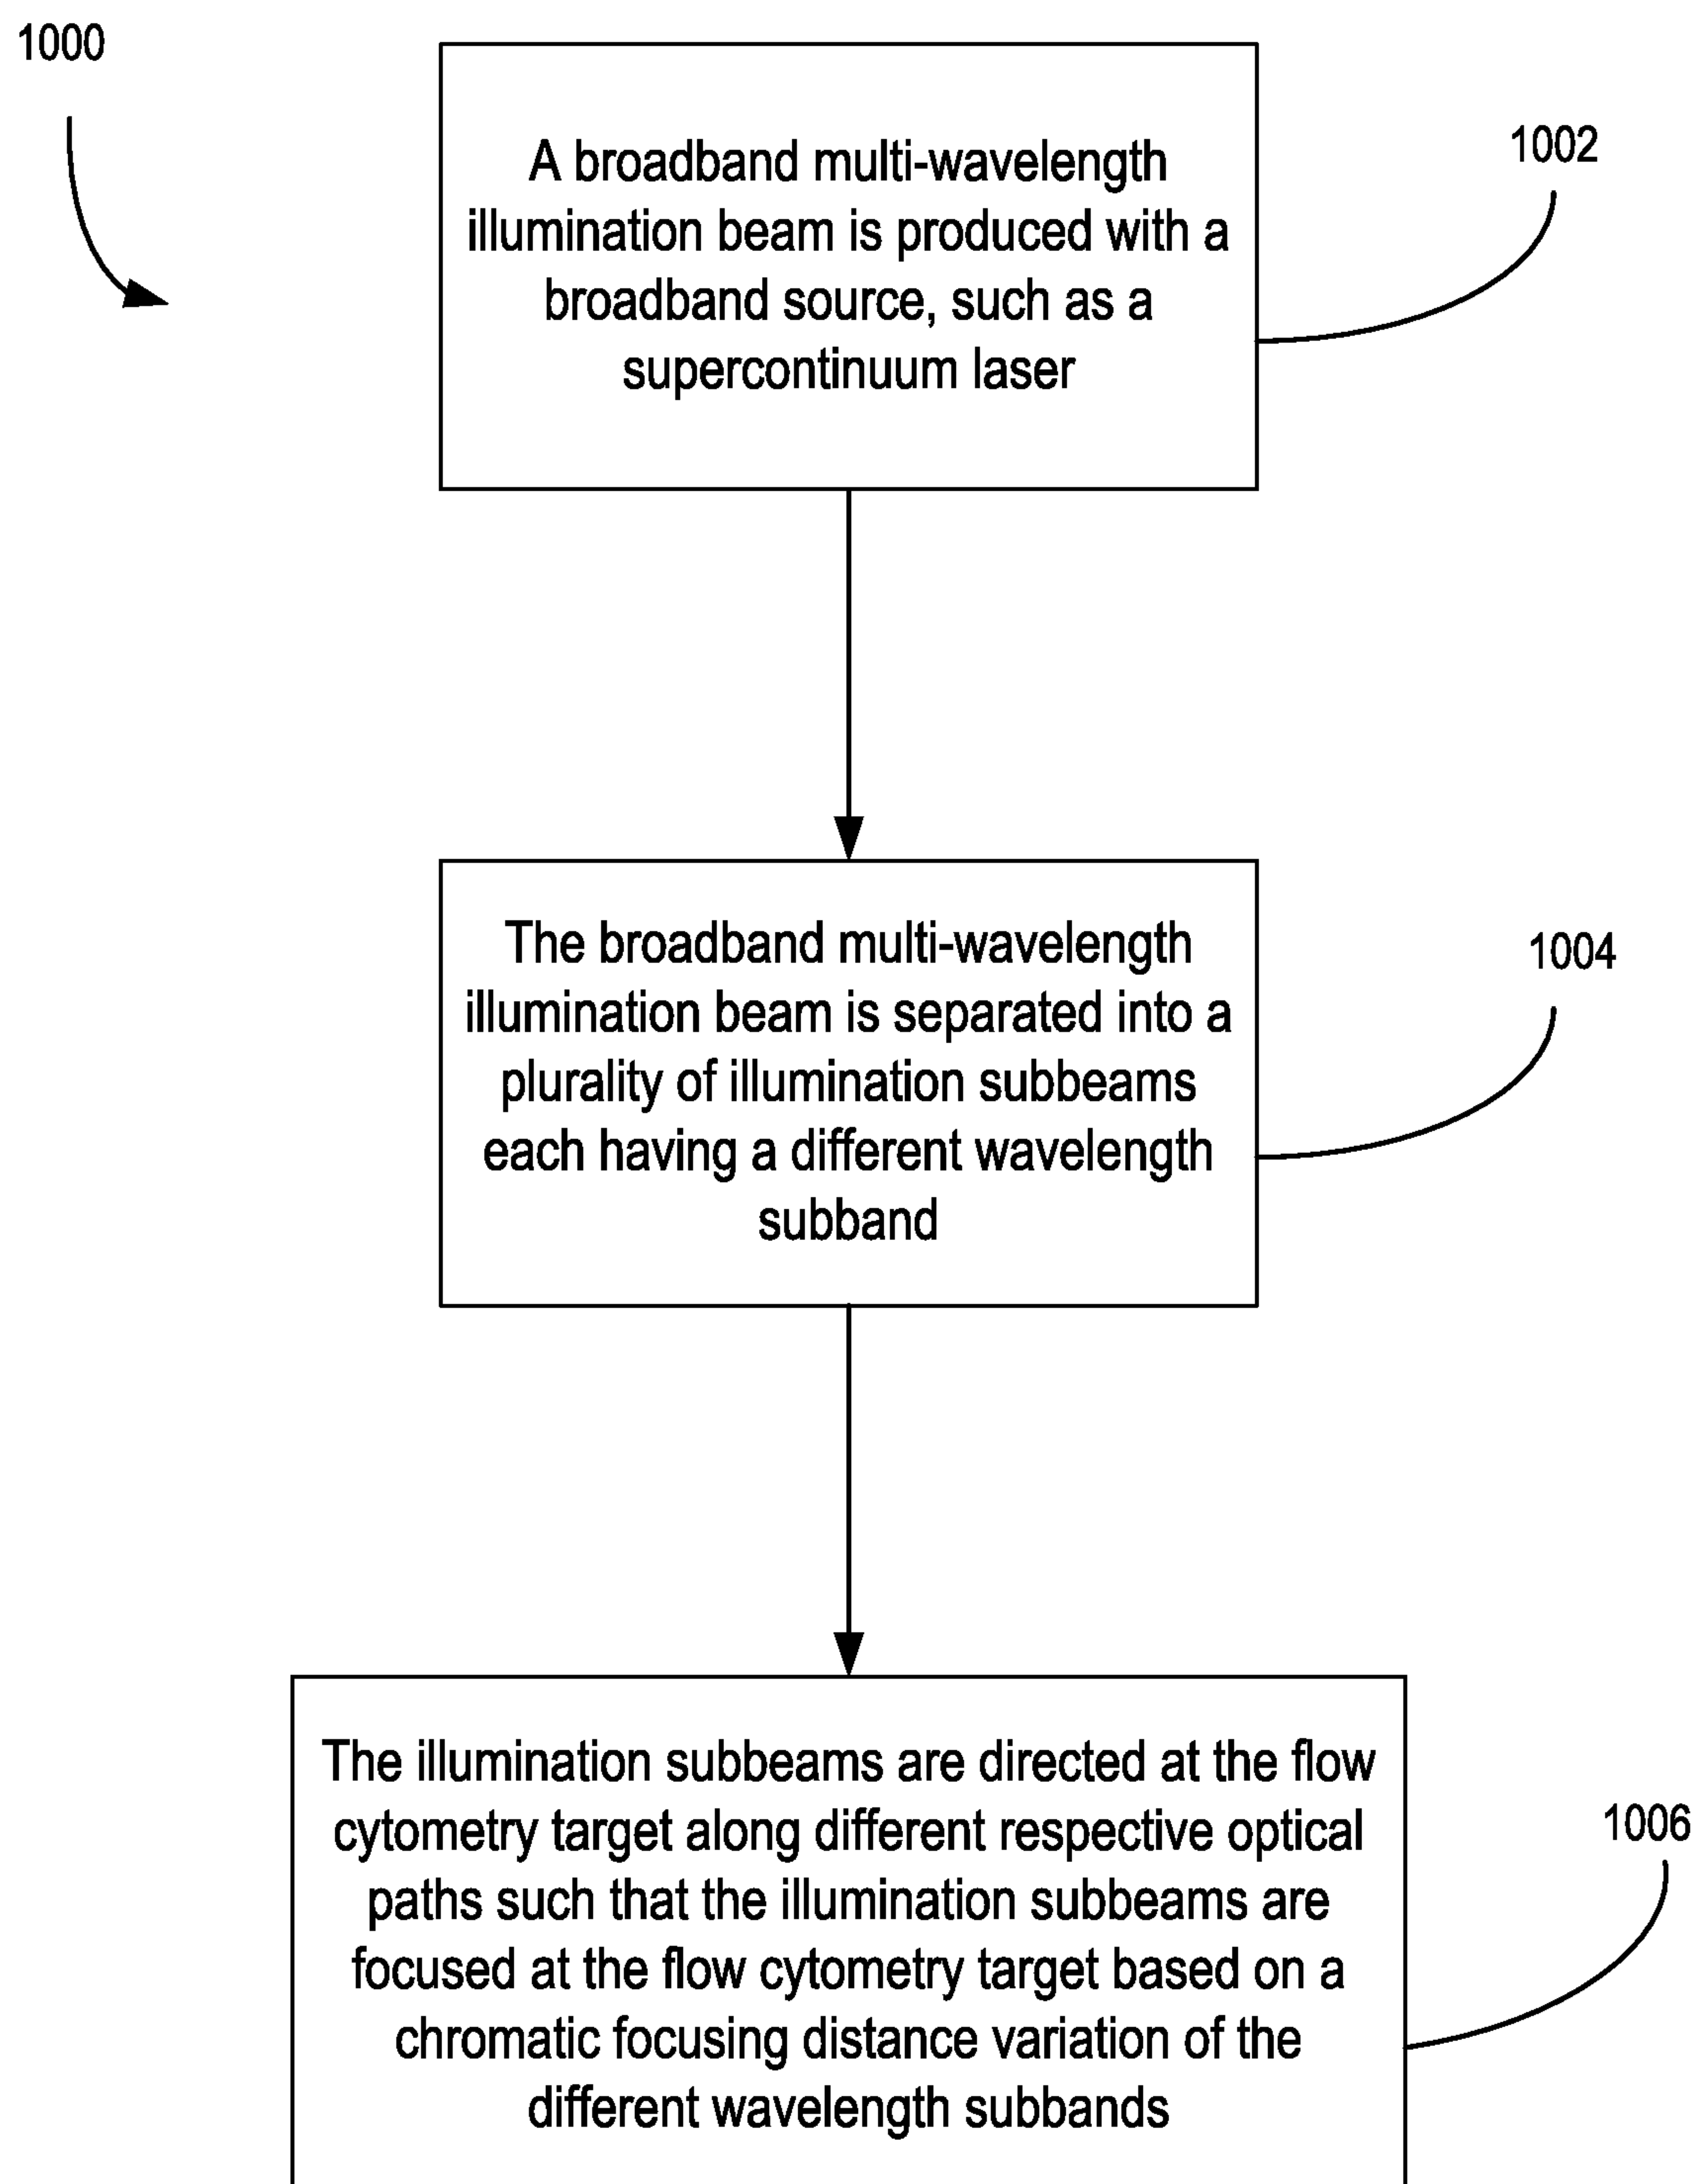 1000
A broadband multi-wavelength
illumination beam is produced with a
broadband source, such as a
supercontinuum laser
1002
The broadband multi-wavelength
illumination beam is separated into a
plurality of illumination subbeams
each having a different wavelength
subband
1004
The illumination subbeams are directed at the flow
cytometry target along different respective optical
paths such that the illumination subbeams are
focused at the flow cytometry target based on a
chromatic focusing distance variation of the
different wavelength subbands
1006